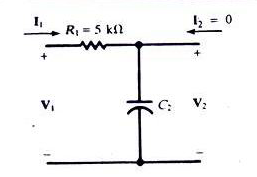 I₁
R₁ = 5 kΩ
I₂ = 0
+
+
V₁
C₂
V₂
−
−